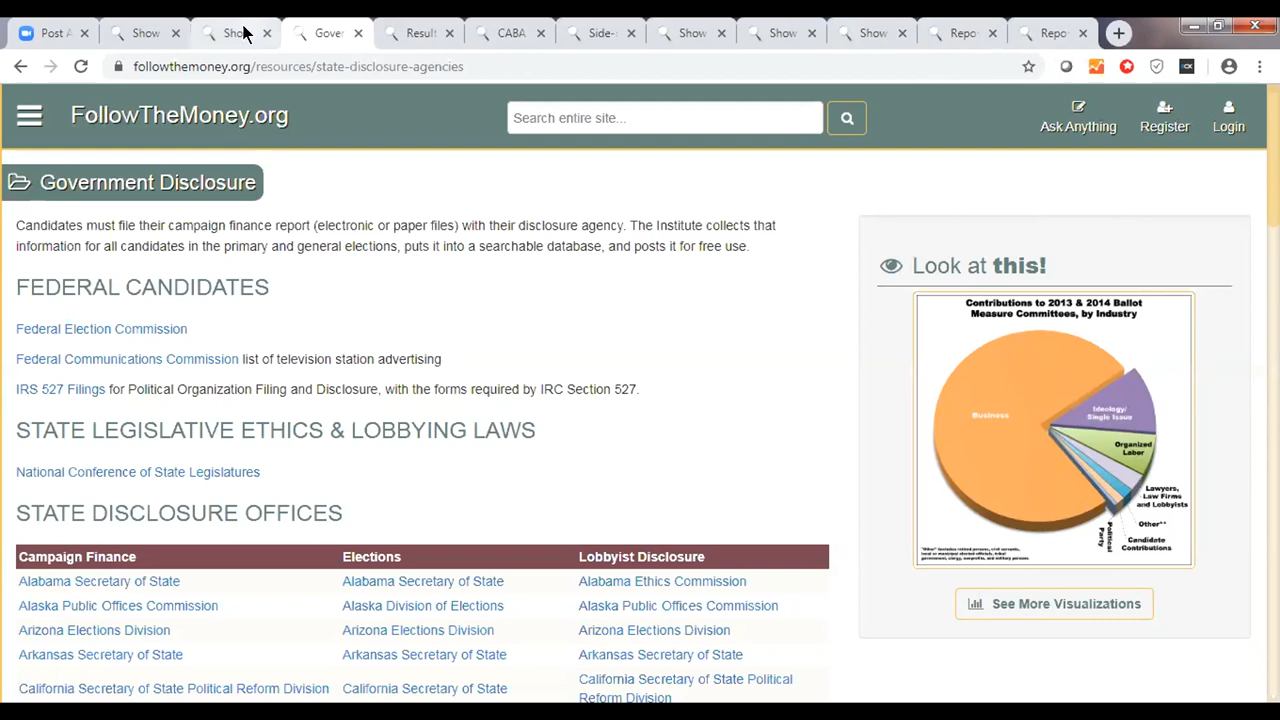 Post A
Show
Sho
Gover
Result
CABI
Side-
Show
Show
Show
Repo
Repo
followthemoney.org/resources/state-disclosure-agencies
FollowTheMoney.org
Search entire site...
Ask Anything
Register
Login
Government Disclosure
Candidates must file their campaign finance report (electronic or paper files) with their disclosure agency. The Institute collects that
information for all candidates in the primary and general elections, puts it into a searchable database, and posts it for free use.
FEDERAL CANDIDATES
Federal Election Commission
Federal Communications Commission list of television station advertising
IRS 527 Filings for Political Organization Filing and Disclosure, with the forms required by IRC Section 527.
STATE LEGISLATIVE ETHICS & LOBBYING LAWS
National Conference of State Legislatures
STATE DISCLOSURE OFFICES
Campaign Finance Elections Lobbyist Disclosure
Alabama Secretary of State Alabama Secretary of State Alabama Ethics Commission
Alaska Public Offices Commission Alaska Division of Elections Alaska Public Offices Commission
Arizona Elections Division Arizona Elections Division Arizona Elections Division
Arkansas Secretary of State Arkansas Secretary of State Arkansas Secretary of State
California Secretary of State Political Reform Division California Secretary of State California Secretary of State Political
Reform Division
Look at this!
Contributions to 2013 & 2014 Ballot
Measure Committees, by Industry
Business
Ideology/
Single Issue
Organized
Labor
Lawyers,
Law Firms
and Lobbyists
Other**
Candidate
Contributions
Political
Party
See More Visualizations